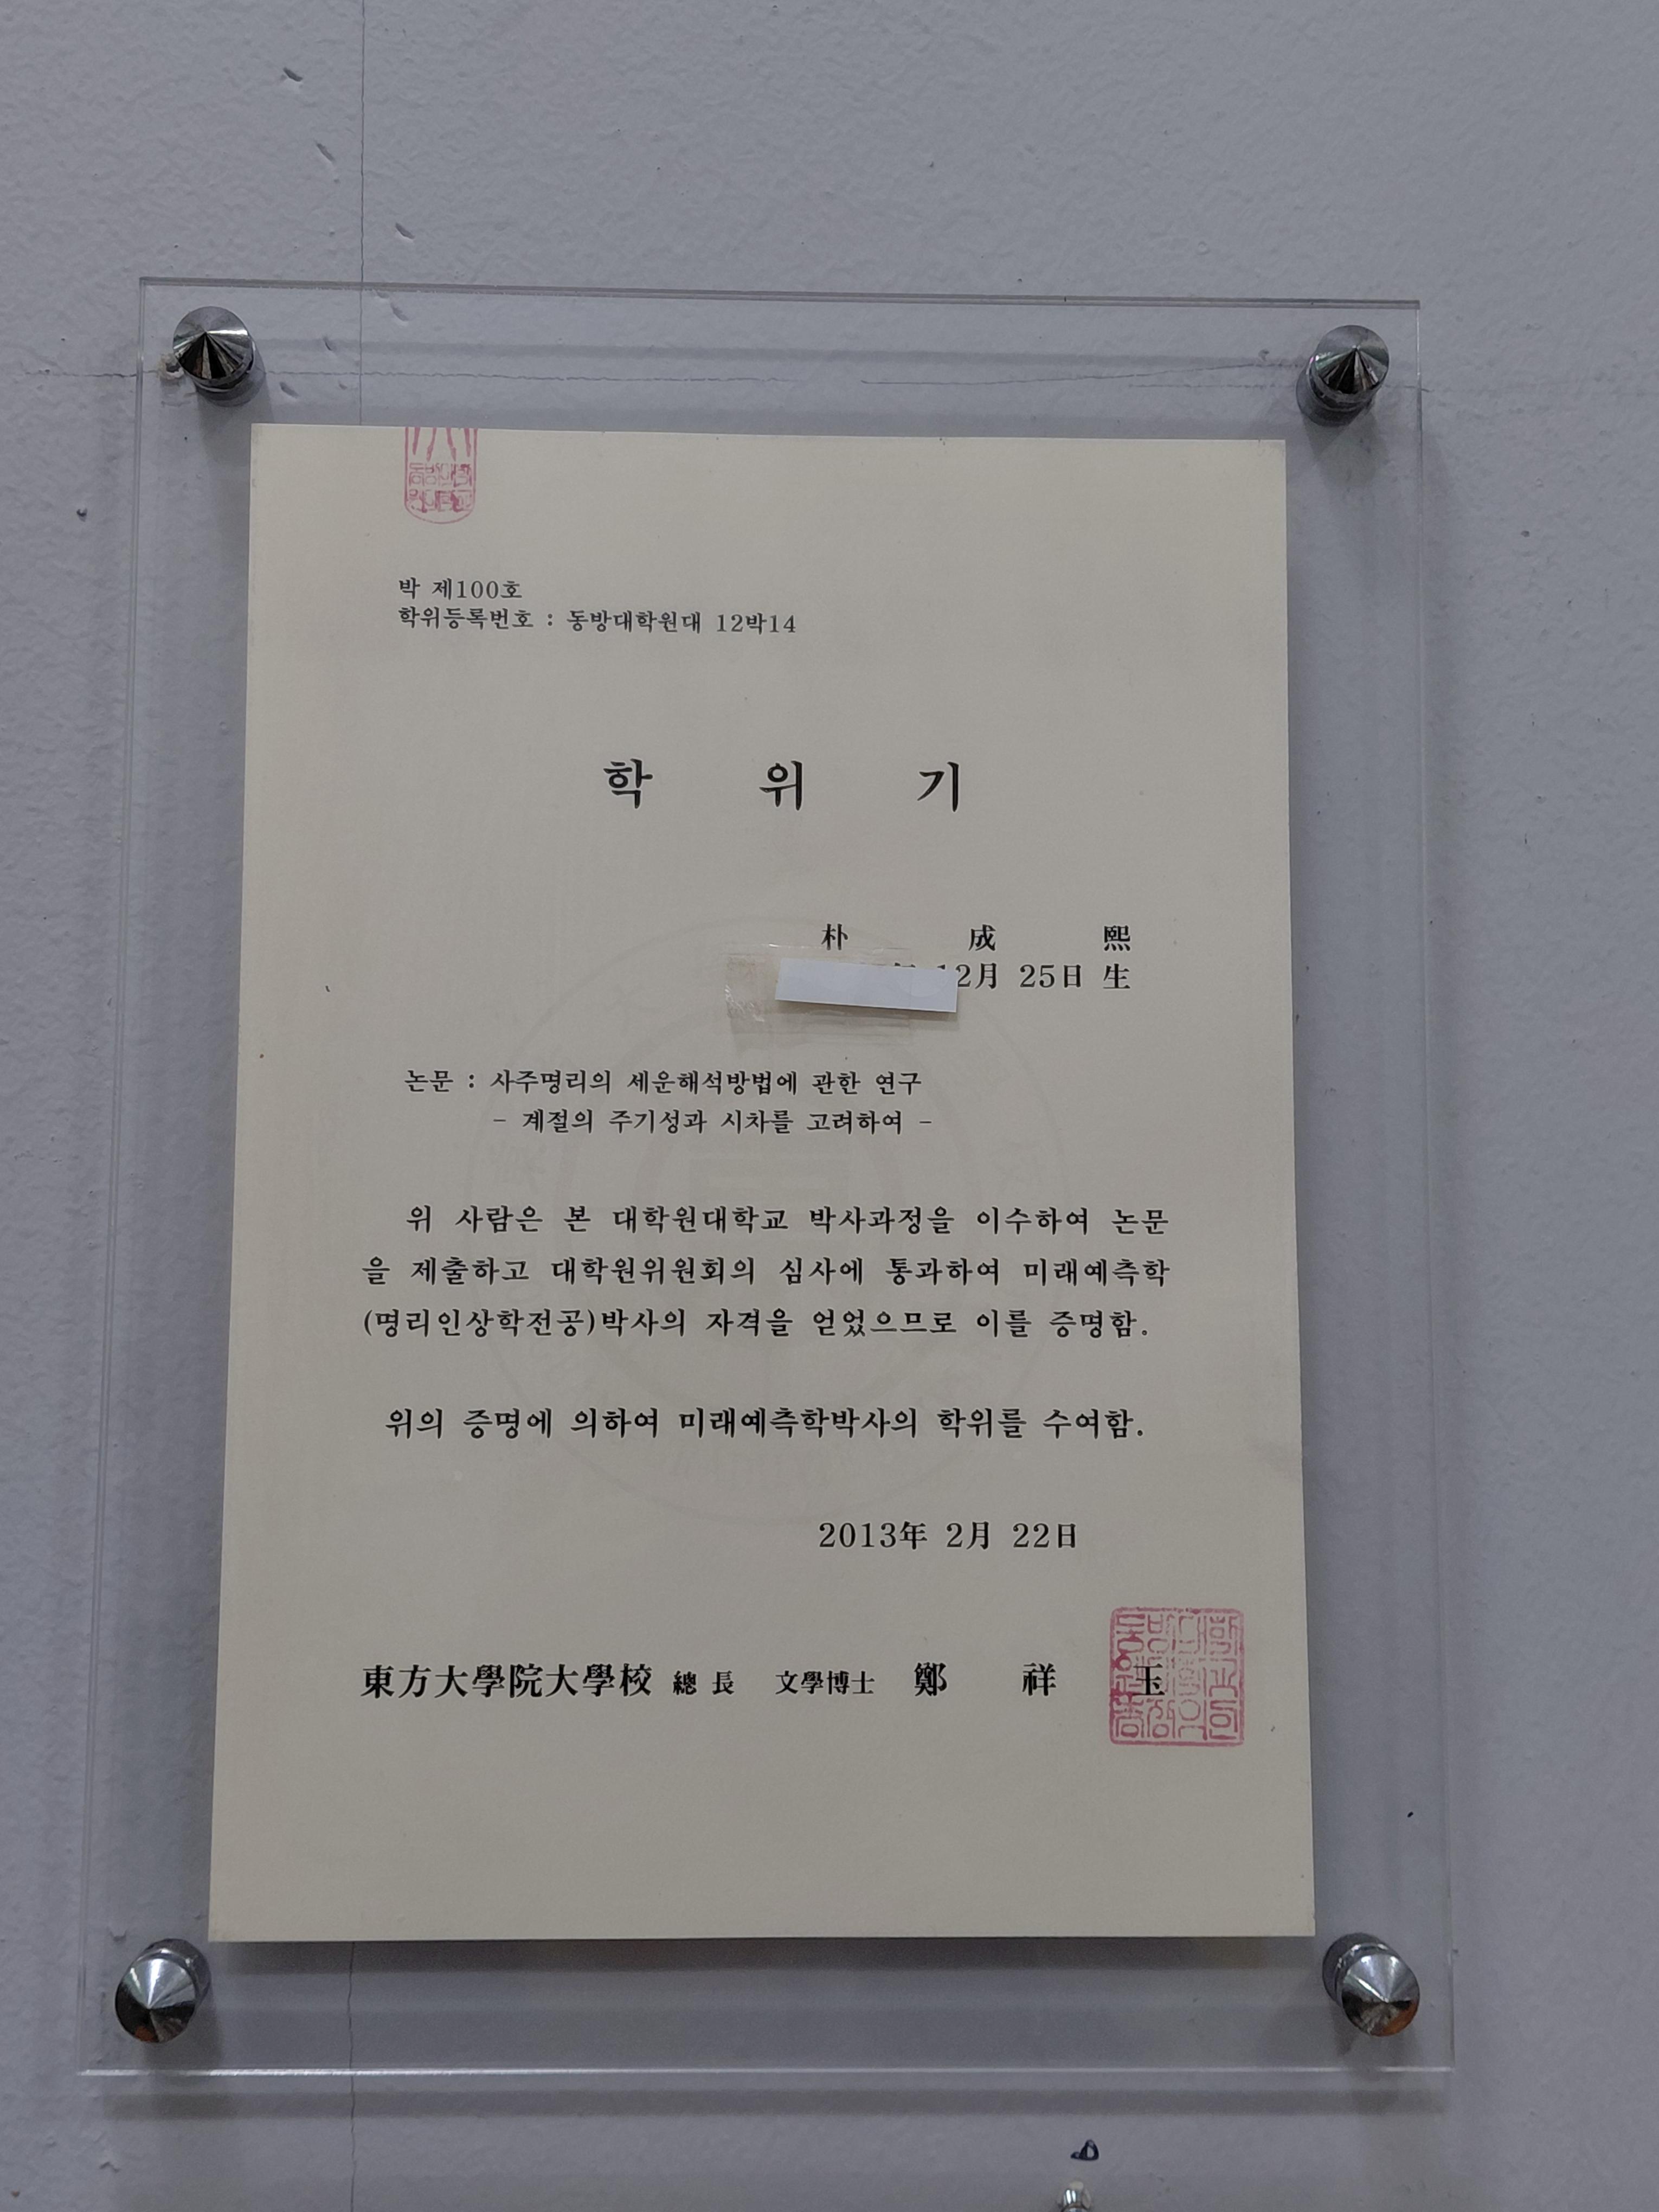 박 제100호
학위등록번호 : 동방대학원대 12박14
학 위 기
朴 成 熙
12月 25日 生
논문 : 사주명리의 세운해석방법에 관한 연구
- 계절의 주기성과 시차를 고려하여 -
위 사람은 본 대학원대학교 박사과정을 이수하여 논문
을 제출하고 대학원위원회의 심사에 통과하여 미래예측학
(명리인상학전공)박사의 자격을 얻었으므로 이를 증명함.
위의 증명에 의하여 미래예측학박사의 학위를 수여함.
2013年 2月 22日
東方大學院大學校 總 長 文學博士 鄭 祥 玉